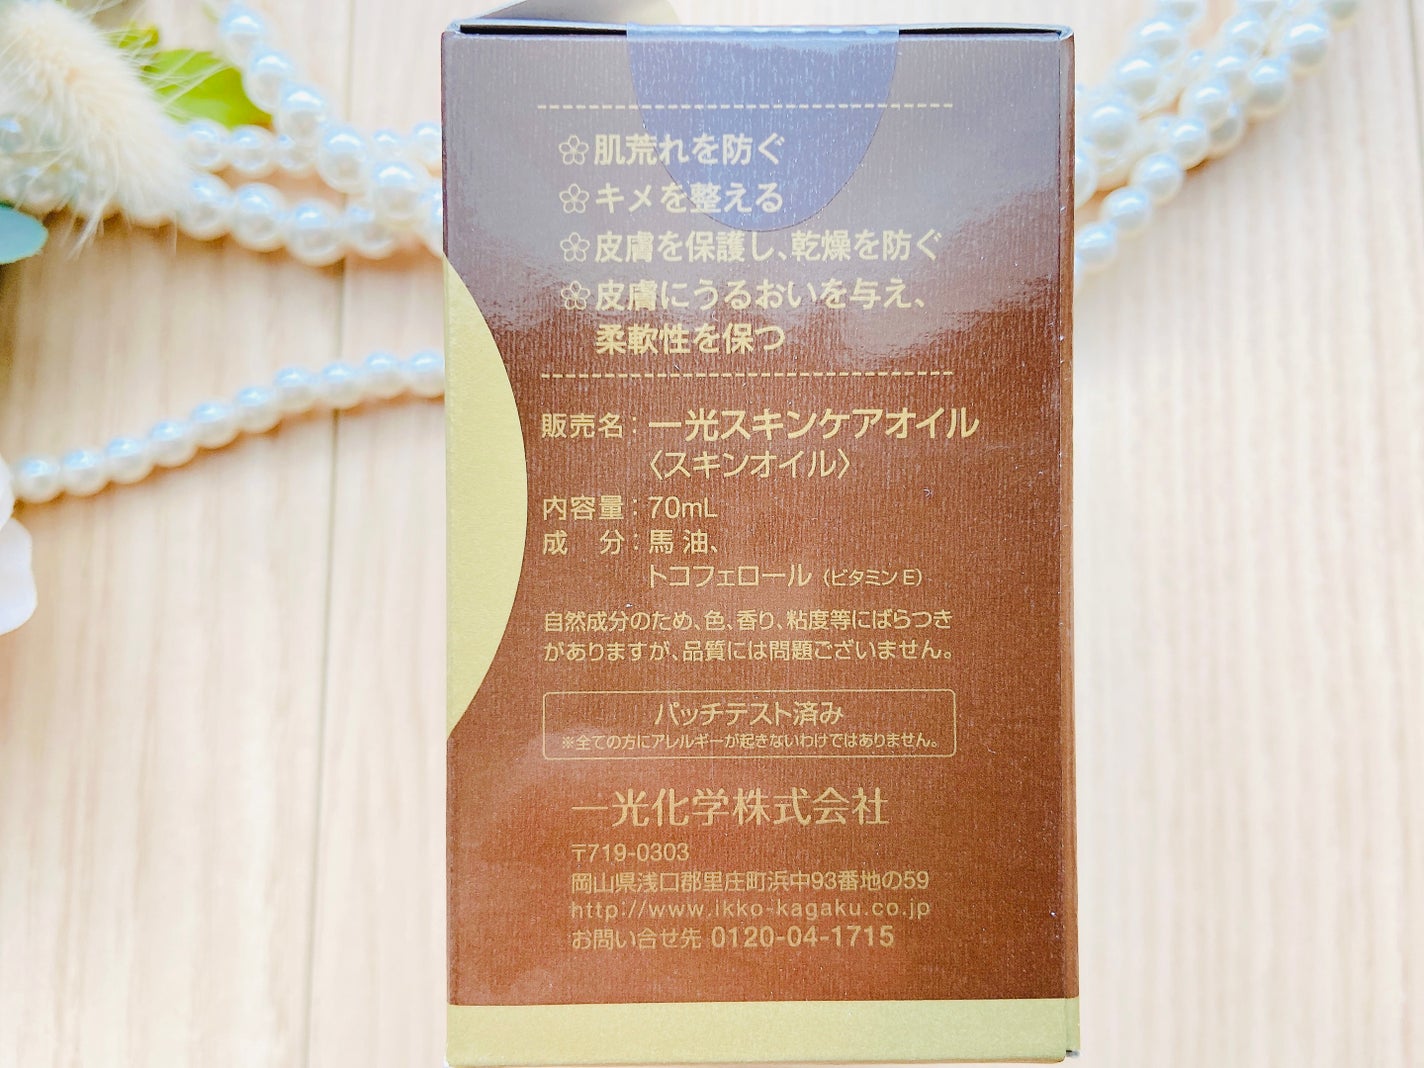 肌荒れを防ぐ
キメを整える
皮膚を保護し、乾燥を防ぐ
皮膚にうるおいを与え、
柔軟性を保つ
販売名：一光スキンケアオイル
〈スキンオイル〉
内容量：70mL
成　分：馬 油、
トコフェロール（ビタミンE）
自然成分のため、色、香り、粘度等にばらつき
がありますが、品質には問題ございません。
パッチテスト済み
※全ての方にアレルギーが起きないわけではありません。
一光化学株式会社
〒719-0303
岡山県浅口郡里庄町浜中93番地の59
http://www.ikko-kagaku.co.jp
お問い合せ先 0120-04-1715